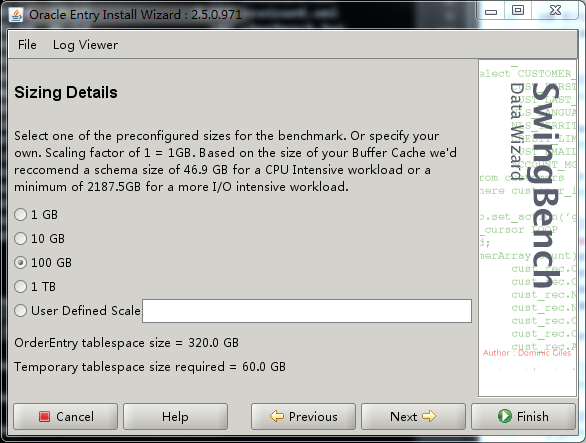 Oracle Entry Install Wizard : 2.5.0.971
File Log Viewer
Sizing Details
Select one of the preconfigured sizes for the benchmark. Or specify your
own. Scaling factor of 1 = 1GB. Based on the size of your Buffer Cache we'd
reccomend a schema size of 46.9 GB for a CPU Intensive workload or a
minimum of 2187.5GB for a more I/O intensive workload.
1 GB
10 GB
100 GB
1 TB
User Defined Scale
OrderEntry tablespace size = 320.0 GB
Temporary tablespace size required = 60.0 GB
SwingBench
Data Wizard
Author : Dominic Giles
Cancel Help Previous Next Finish